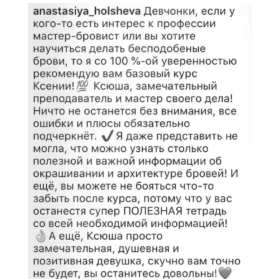 anastasiya_holsheva Девчонки, если у
кого-то есть интерес к профессии
мастер-бровист или вы хотите
научиться делать бесподобеные
брови, то я со 100 %-ой уверенностью
рекомендую вам базовый курс
Ксении!💯 Ксюша, замечательный
преподаватель и мастер своего дела!
Ничто не останется без внимания, все
ошибки и плюсы обязательно
подчеркнёт. ✔️Я даже представить не
могла, что можно узнать столько
полезной и важной информации об
окрашивании и архитектуре бровей! И
ещё, вы можете не бояться что-то
забыть после курса, потому что у вас
останестя супер ПОЛЕЗНАЯ тетрадь
со всей необходимой информацией!
👌А ещё, Ксюша просто
замечательная, душевная и
позитивная девушка, скучно вам точно
не будет, вы останитесь довольны!🖤